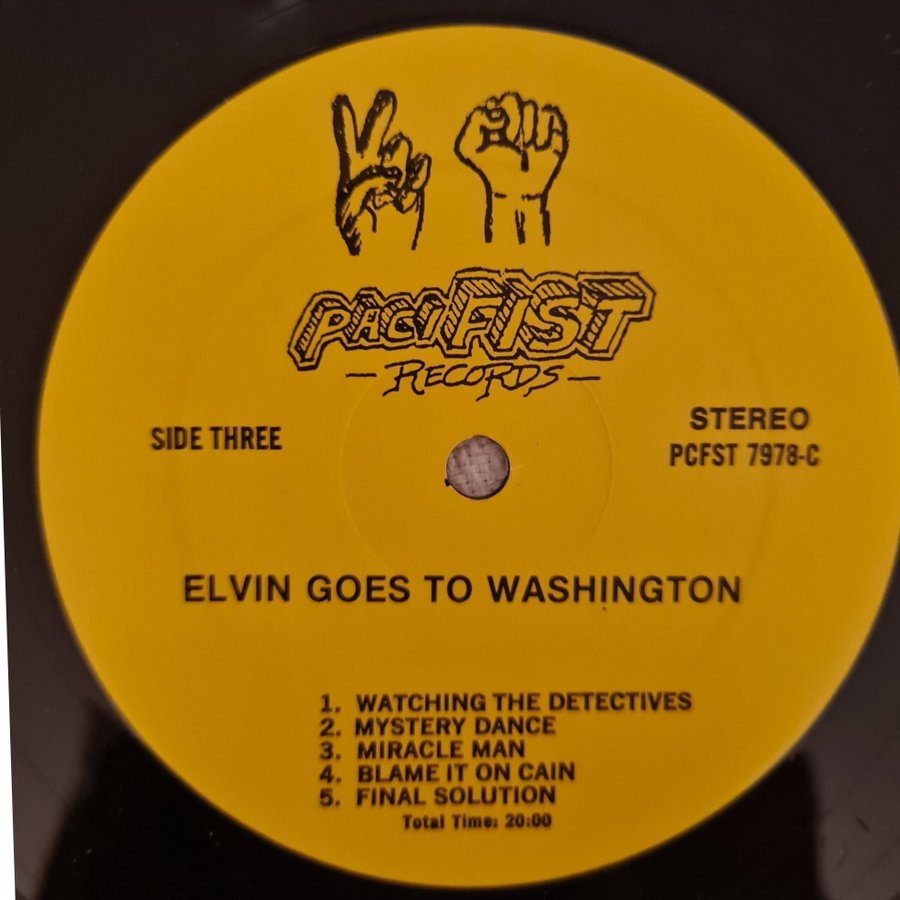 PACIFIST
- RECORDS -
SIDE THREE
STEREO
PCFST 7978-C
ELVIN GOES TO WASHINGTON
1. WATCHING THE DETECTIVES
2. MYSTERY DANCE
3. MIRACLE MAN
4. BLAME IT ON CAIN
5. FINAL SOLUTION
Total Time: 20:00